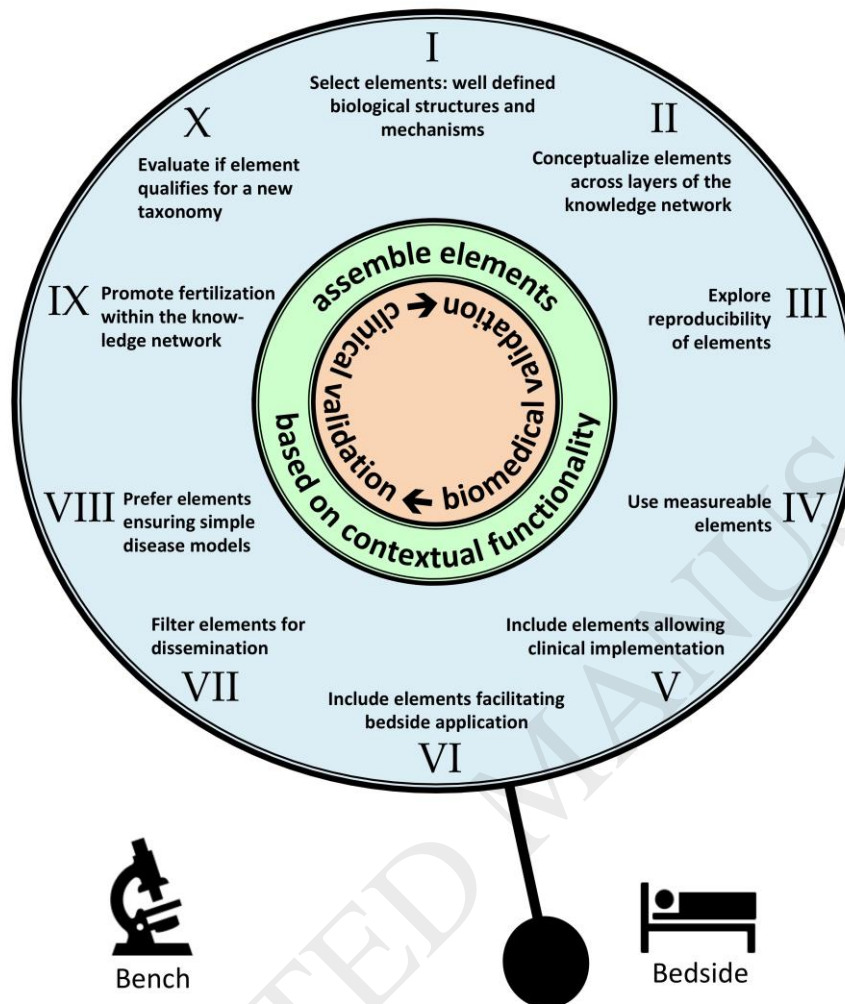 I
Select elements: well defined
biological structures and
mechanisms
II
Conceptualize elements
across layers of the
knowledge network
III
Explore
reproducibility
of elements
IV
Use measureable
elements
V
Include elements allowing
clinical implementation
VI
Include elements facilitating
bedside application
VII
Filter elements for
dissemination
VIII
Prefer elements
ensuring simple
disease models
IX
Promote fertilization
within the know-
ledge network
X
Evaluate if element
qualifies for a new
taxonomy
assemble elements
based on contextual functionality
clinical validation
biomedical validation
Bench
Bedside
TED MANUS